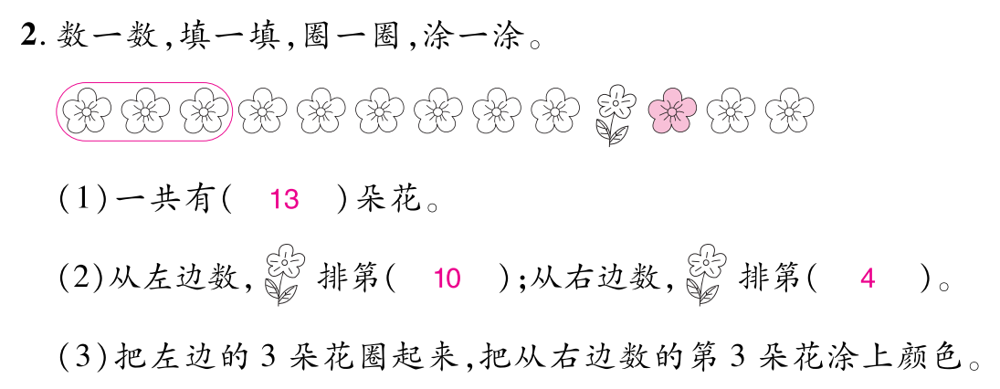 2. 数一数,填一填,圈一圈,涂一涂。
(1)一共有( 13 )朵花。
(2)从左边数, 排第( 10 );从右边数, 排第( 4 )。
(3)把左边的 3 朵花圈起来,把从右边数的第 3 朵花涂上颜色。